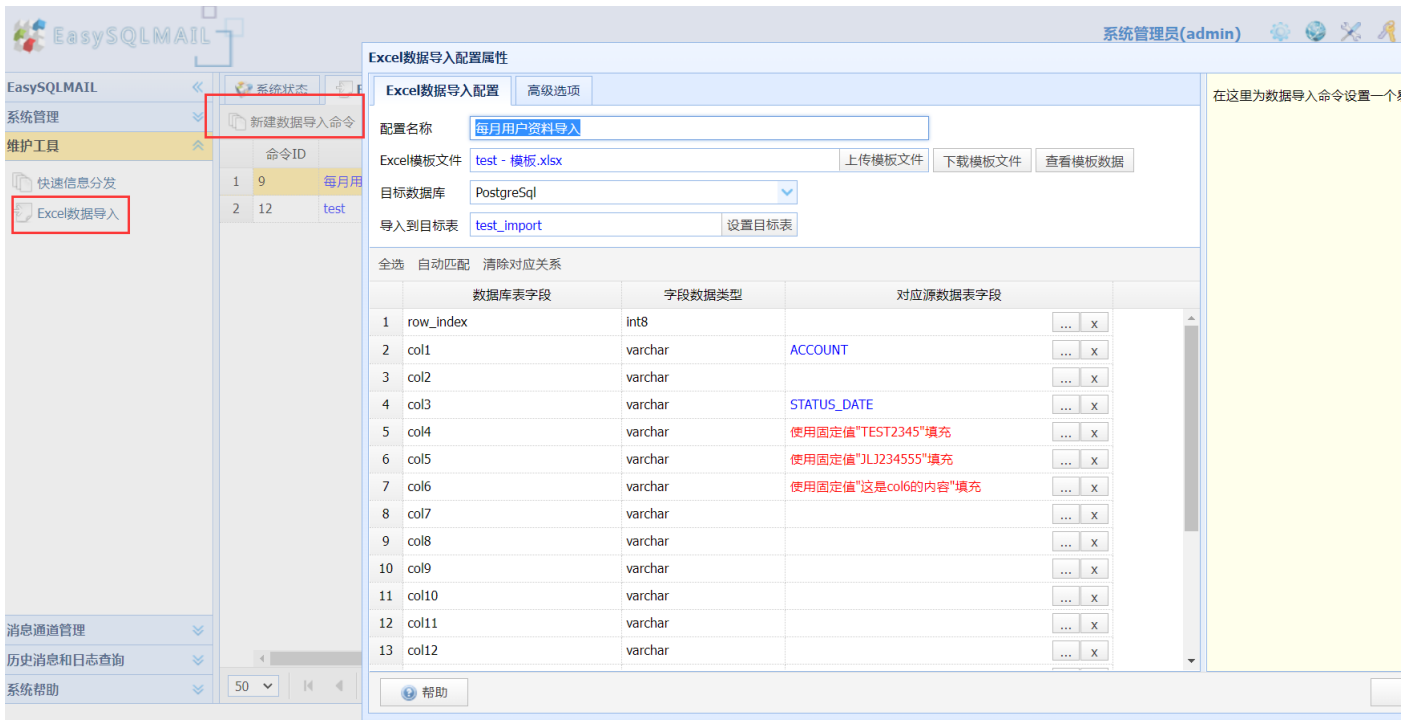 EasySQLMAIL
系统管理员(admin)
EasySQLMAIL
系统管理
维护工具
快速信息分发
Excel数据导入
消息通道管理
历史消息和日志查询
系统帮助
系统状态
新建数据导入命令
命令ID
1 9 每月用
2 12 test
50
Excel数据导入配置属性
Excel数据导入配置 高级选项
配置名称 每月用户资料导入
Excel模板文件 test - 模板.xlsx 上传模板文件 下载模板文件 查看模板数据
目标数据库 PostgreSql
导入到目标表 test_import 设置目标表
全选 自动匹配 清除对应关系
数据库表字段 字段数据类型 对应源数据表字段
1 row_index int8 ... x
2 col1 varchar ACCOUNT ... x
3 col2 varchar ... x
4 col3 varchar STATUS_DATE ... x
5 col4 varchar 使用固定值"TEST2345"填充 ... x
6 col5 varchar 使用固定值"JLJ234555"填充 ... x
7 col6 varchar 使用固定值"这是col6的内容"填充 ... x
8 col7 varchar ... x
9 col8 varchar ... x
10 col9 varchar ... x
11 col10 varchar ... x
12 col11 varchar ... x
13 col12 varchar ... x
帮助
在这里为数据导入命令设置一个